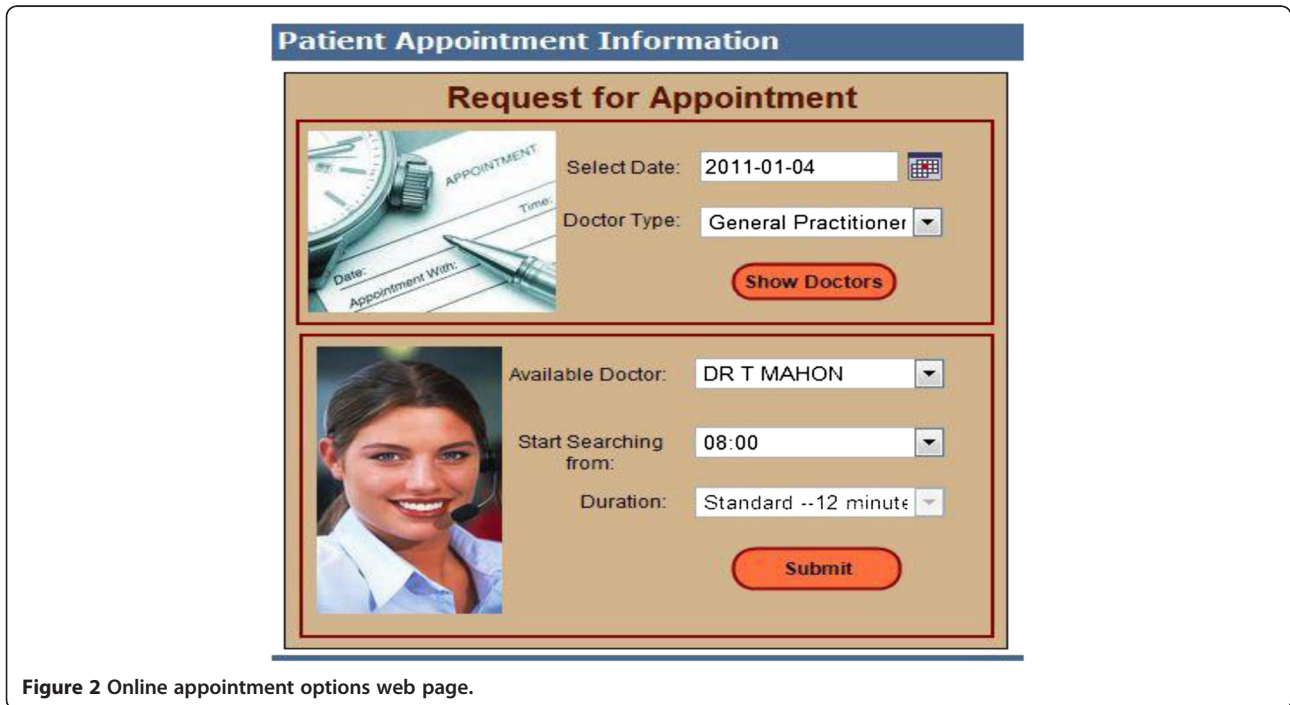 Patient Appointment Information
Request for Appointment
APPOINTMENT
Time:
Date:
Appointment With:
Select Date: 2011-01-04
Doctor Type: General Practitioner
Show Doctors
Available Doctor: DR T MAHON
Start Searching from: 08:00
Duration: Standard --12 minute
Submit
Figure 2 Online appointment options web page.